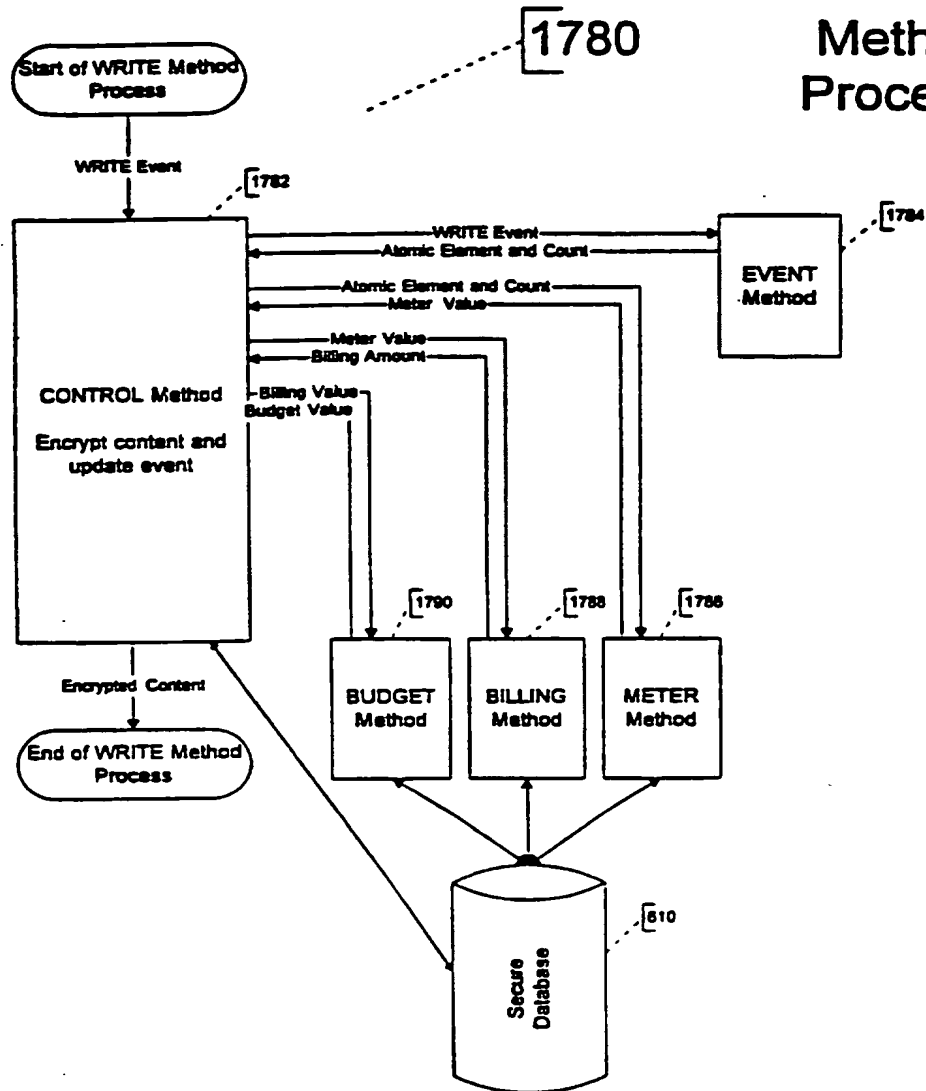 1780
Meth
Proce
Start of WRITE Method
Process
WRITE Event
1782
1784
WRITE Event
Atomic Element and Count
EVENT
Method
Atomic Element and Count
Meter Value
Meter Value
Billing Amount
Billing Value
Budget Value
CONTROL Method
Encrypt content and
update event
1790
1788
1786
BUDGET
Method
BILLING
Method
METER
Method
Encrypted Content
End of WRITE Method
Process
610
Secure
Database